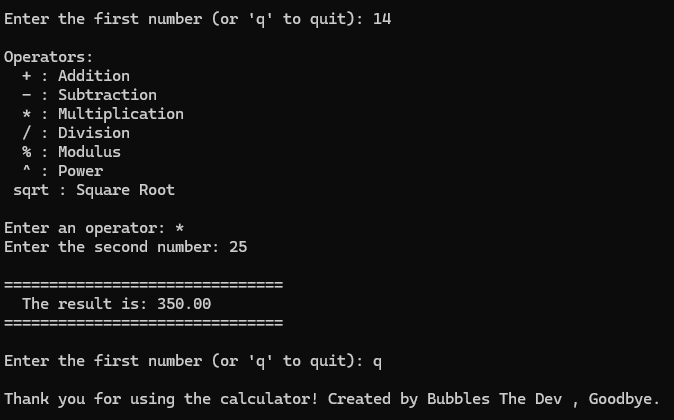 Enter the first number (or 'q' to quit): 14
Operators:
+ : Addition
- : Subtraction
* : Multiplication
/ : Division
% : Modulus
^ : Power
sqrt : Square Root
Enter an operator: *
Enter the second number: 25
===============================
The result is: 350.00
===============================
Enter the first number (or 'q' to quit): q
Thank you for using the calculator! Created by Bubbles The Dev , Goodbye.